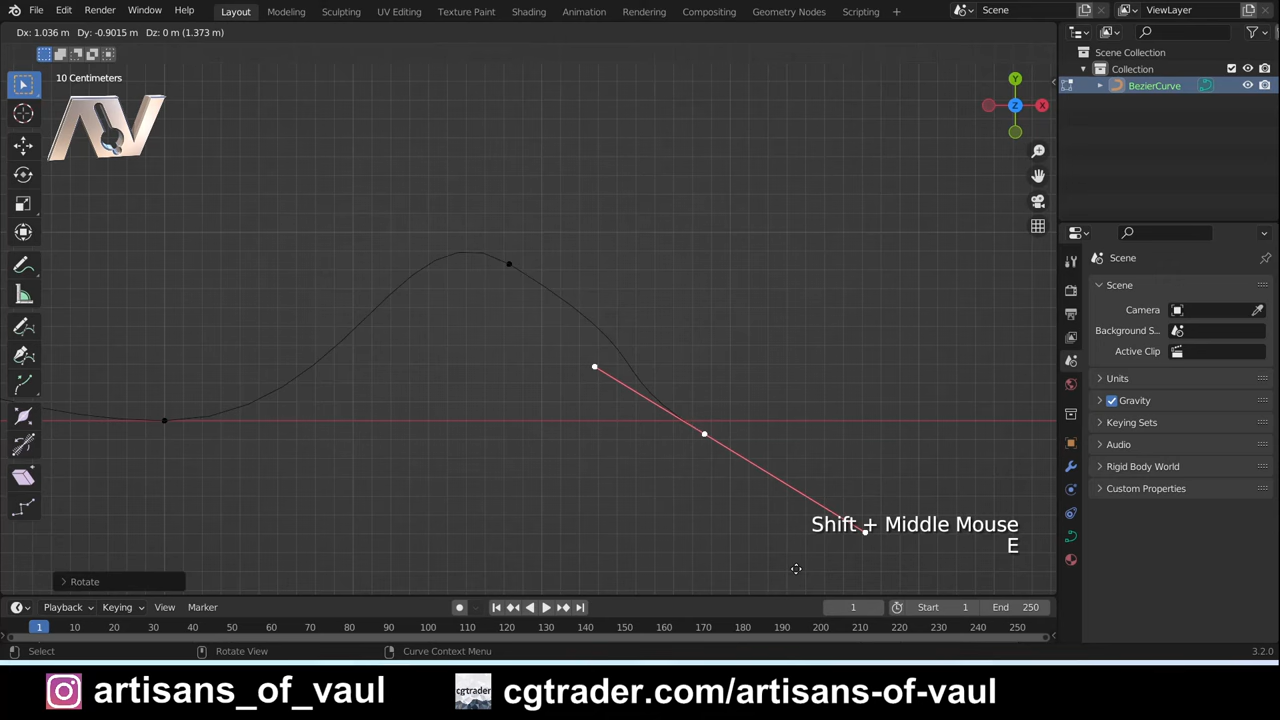 File Edit Render Window Help Layout Modeling Sculpting UV Editing Texture Paint Shading Animation Rendering Compositing Geometry Nodes Scripting + Scene ViewLayer
Dx: 1.036 m Dy: -0.9015 m Dz: 0 m (1.373 m)
Scene Collection
Collection
BezierCurve
10 Centimeters
AV
Y
Z X
Scene
Scene
Camera
Background S...
Active Clip
Units
Gravity
Keying Sets
Audio
Rigid Body World
Custom Properties
Shift + Middle Mouse
E
Rotate
Playback Keying View Marker 1 Start 1 End 250
1 10 20 30 40 50 60 70 80 90 100 110 120 130 140 150 160 170 180 190 200 210 220 230 240 250
Select Rotate View Curve Context Menu 3.2.0
artisans_of_vaul cgtrader cgtrader.com/artisans-of-vaul